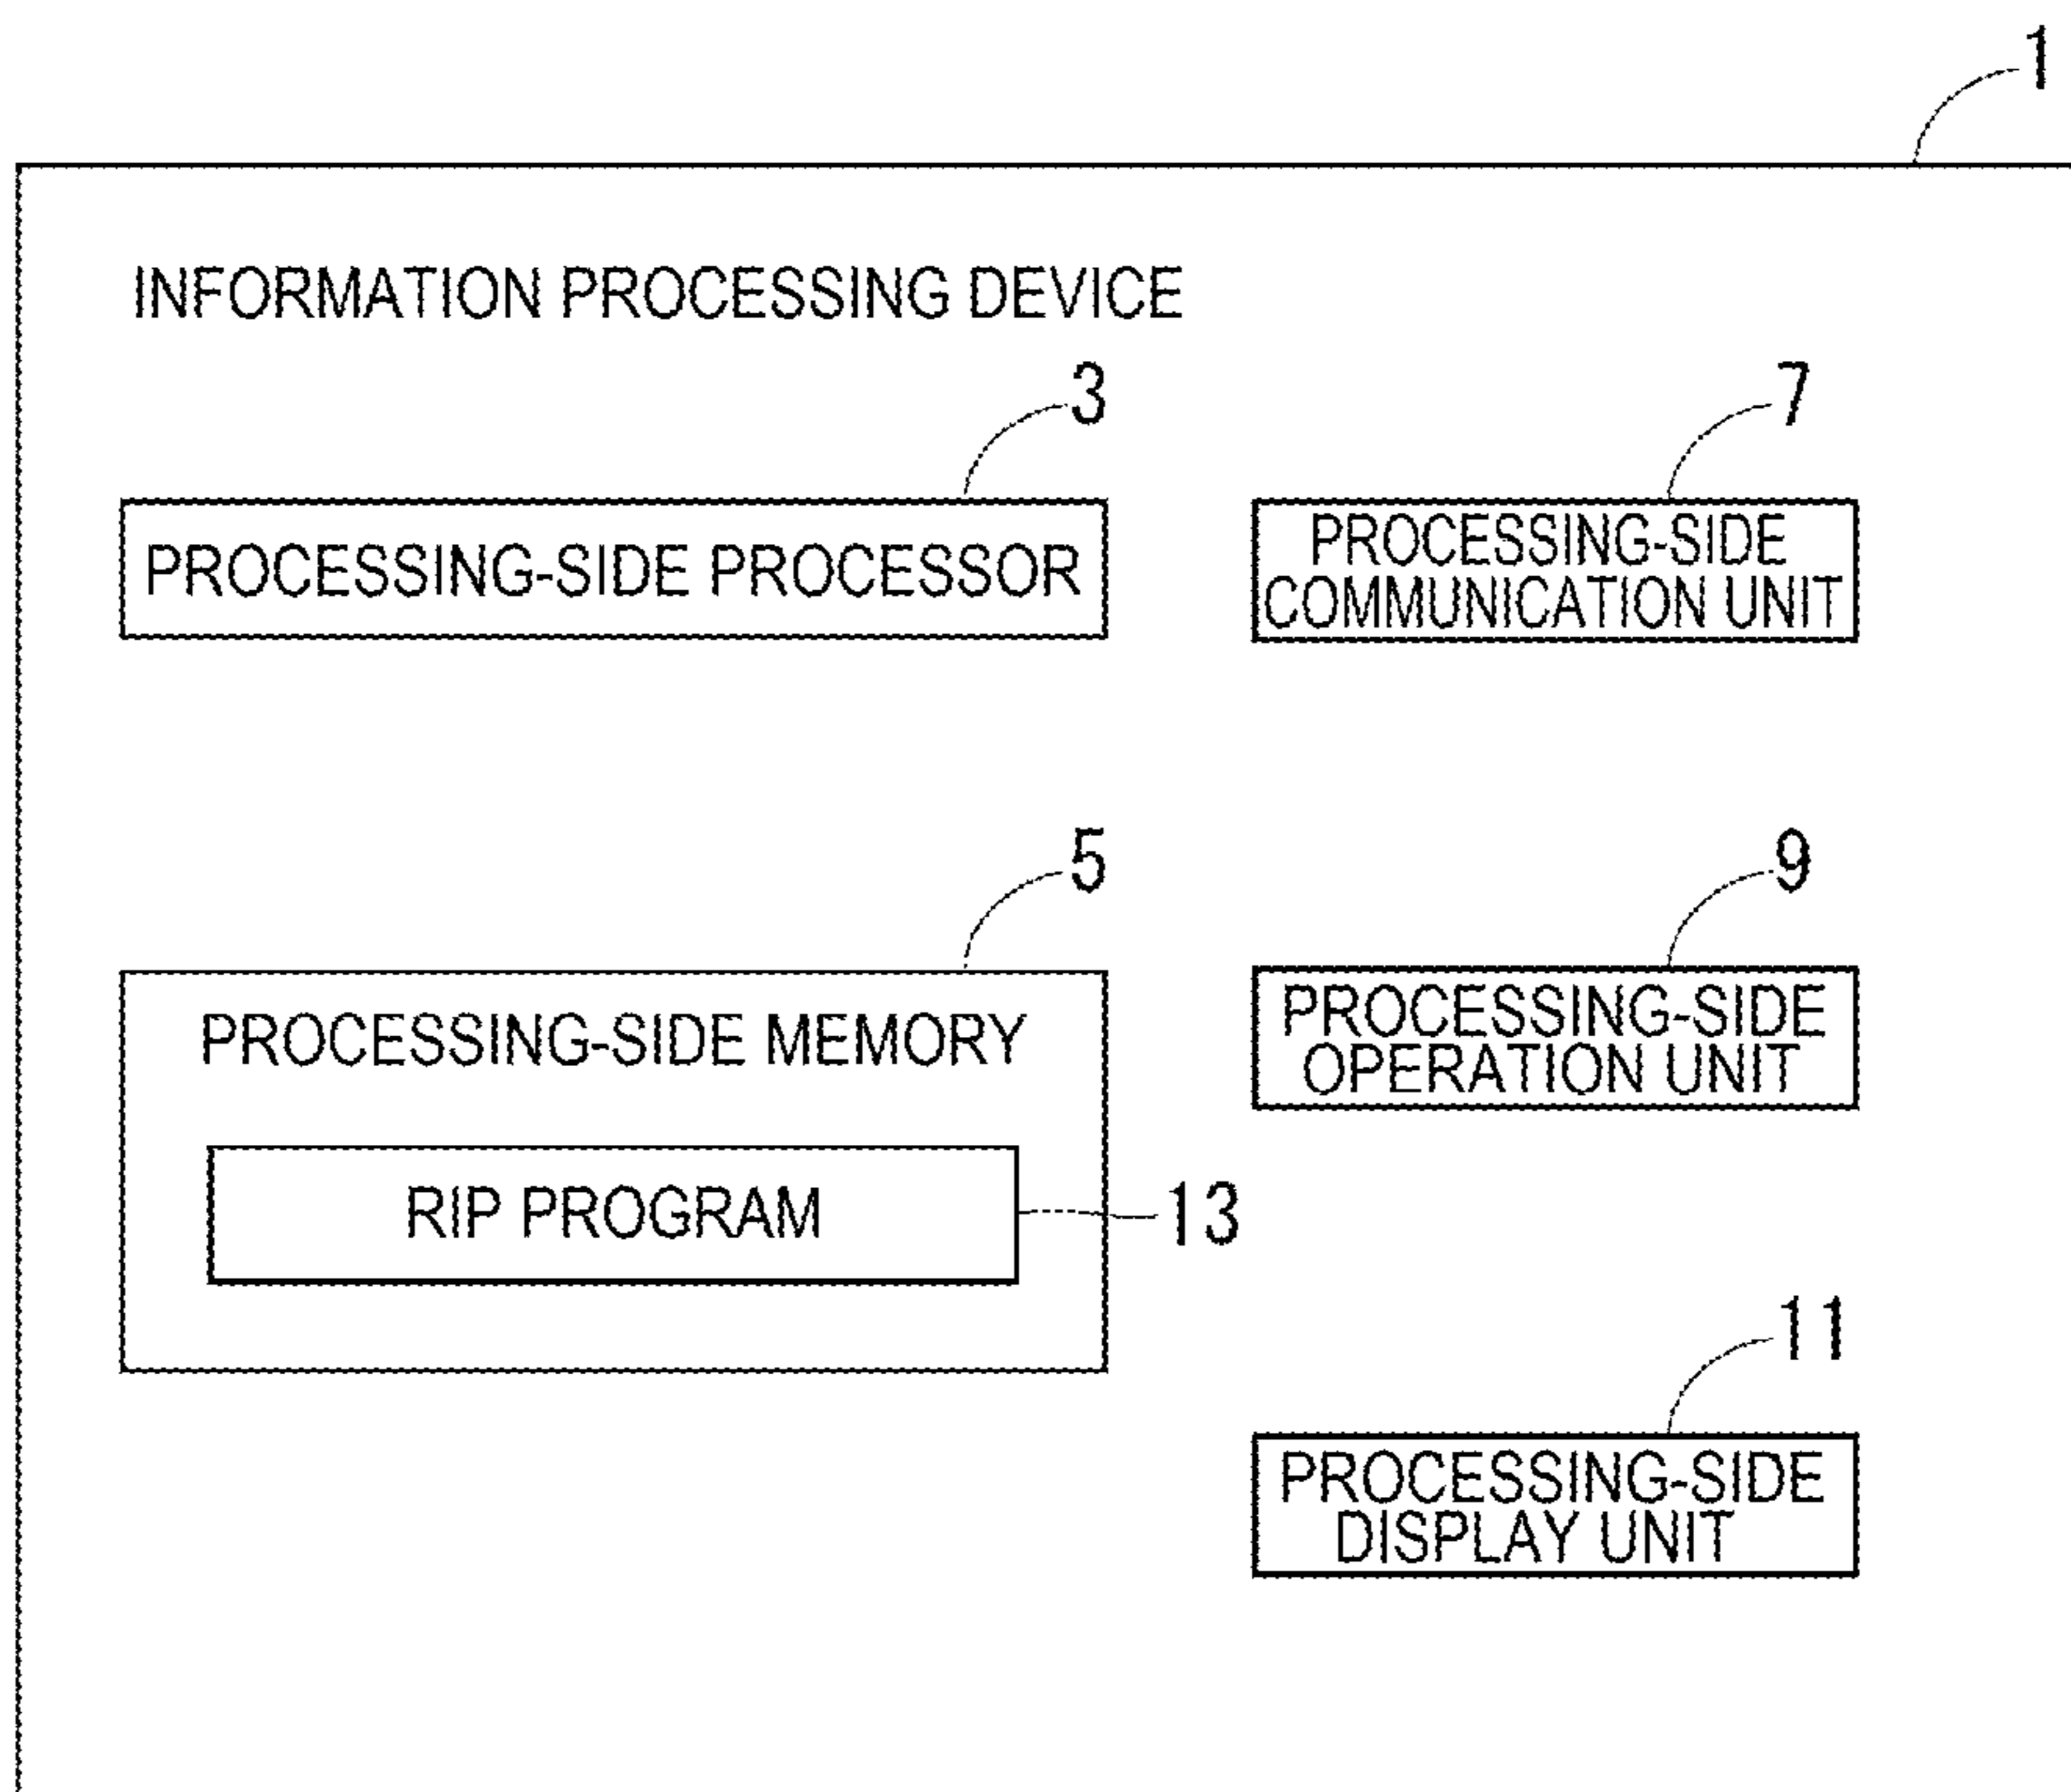 1
INFORMATION PROCESSING DEVICE
3
PROCESSING-SIDE PROCESSOR
7
PROCESSING-SIDE
COMMUNICATION UNIT
5
PROCESSING-SIDE MEMORY
RIP PROGRAM
13
9
PROCESSING-SIDE
OPERATION UNIT
11
PROCESSING-SIDE
DISPLAY UNIT